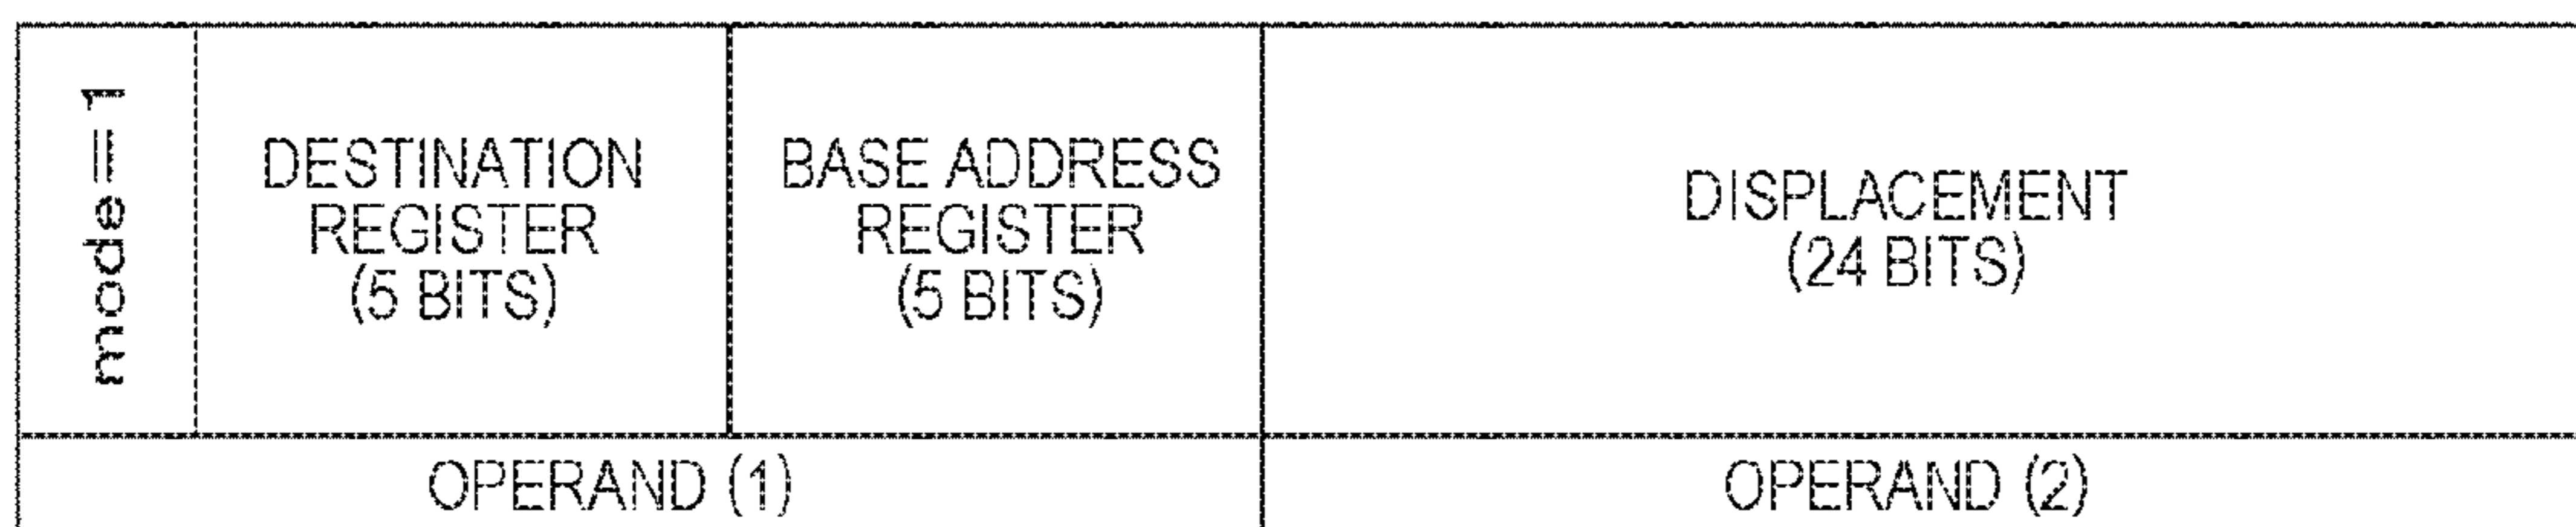 mode=1
DESTINATION
REGISTER
(5 BITS)
BASE ADDRESS
REGISTER
(5 BITS)
DISPLACEMENT
(24 BITS)
OPERAND (1)
OPERAND (2)